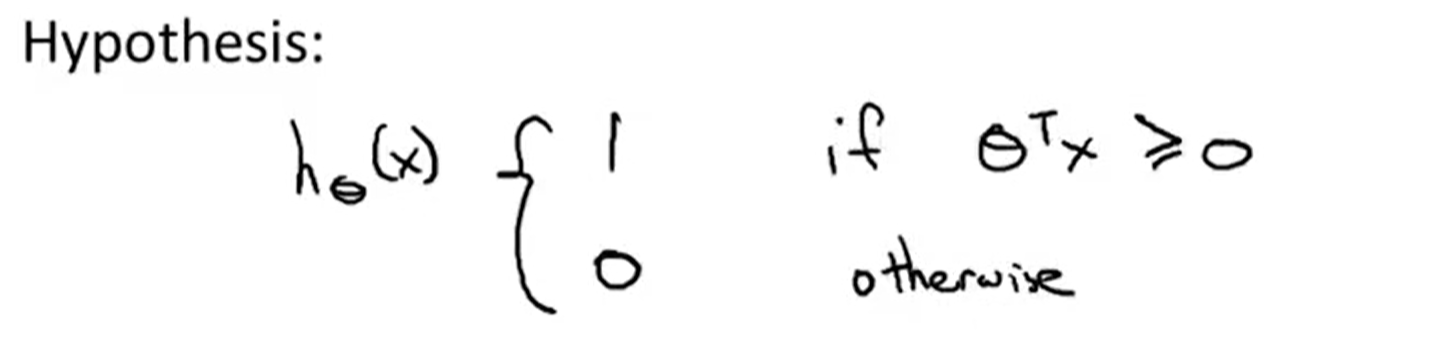 Hypothesis:
hθ(x) { 1 if θᵀx ≥ 0
0 otherwise